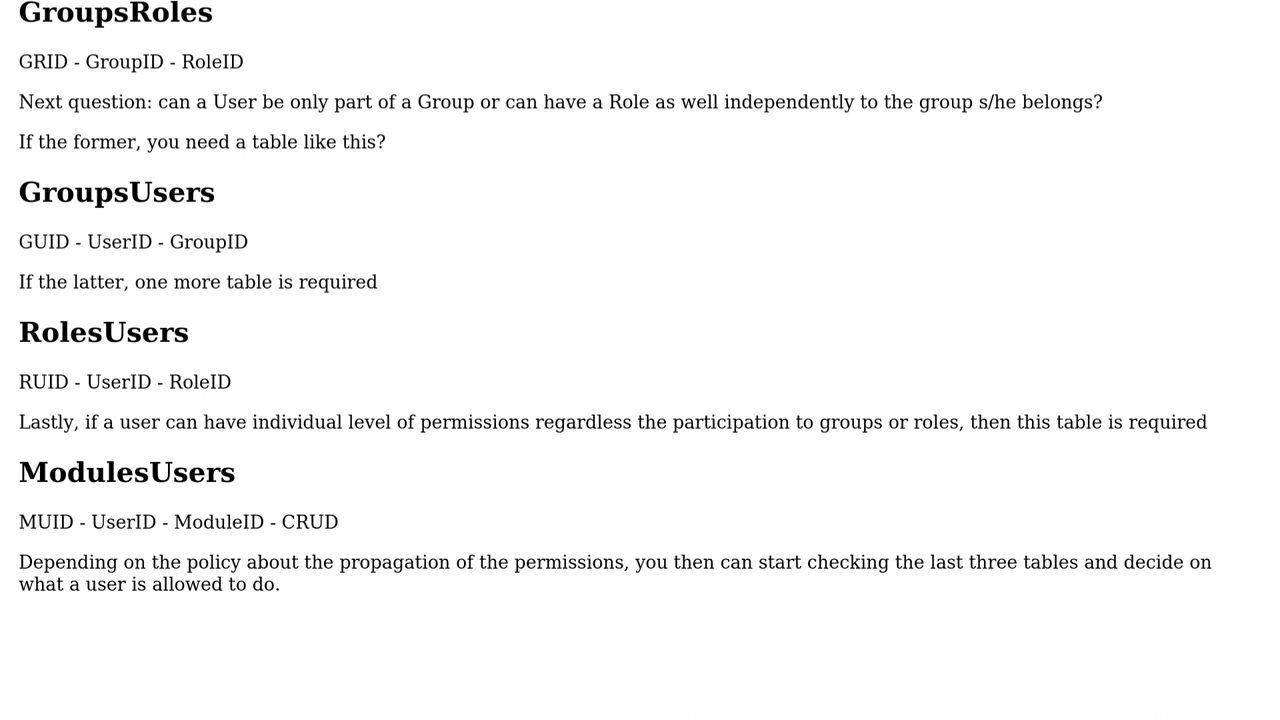 GroupsRoles
GRID - GroupID - RoleID
Next question: can a User be only part of a Group or can have a Role as well independently to the group s/he belongs?
If the former, you need a table like this?
GroupsUsers
GUID - UserID - GroupID
If the latter, one more table is required
RolesUsers
RUID - UserID - RoleID
Lastly, if a user can have individual level of permissions regardless the participation to groups or roles, then this table is required
ModulesUsers
MUID - UserID - ModuleID - CRUD
Depending on the policy about the propagation of the permissions, you then can start checking the last three tables and decide on
what a user is allowed to do.